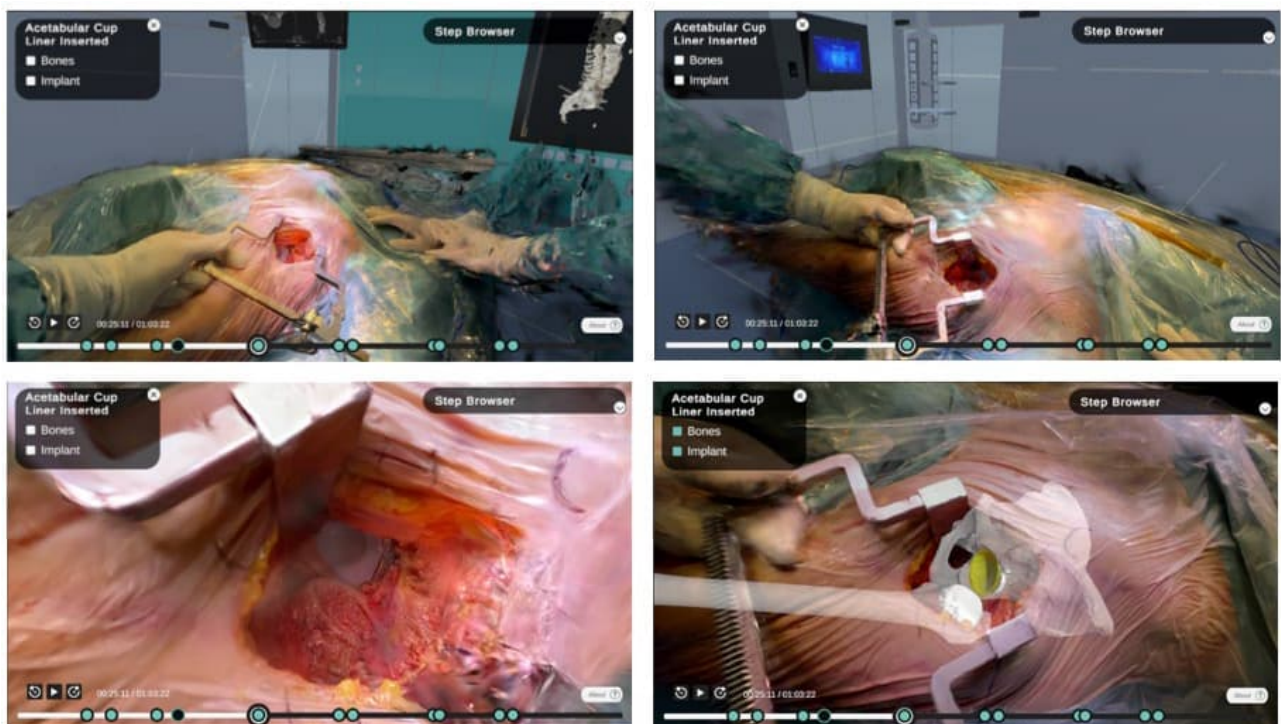 Acetabular Cup
Liner Inserted
Bones
Implant
Step Browser
00:25:11 / 01:03:22
About ?
Acetabular Cup
Liner Inserted
Bones
Implant
Step Browser
00:25:11 / 01:03:22
About ?
Acetabular Cup
Liner Inserted
Bones
Implant
Step Browser
00:25:11 / 01:03:22
About ?
Acetabular Cup
Liner Inserted
Bones
Implant
Step Browser
00:25:11 / 01:03:22
About ?